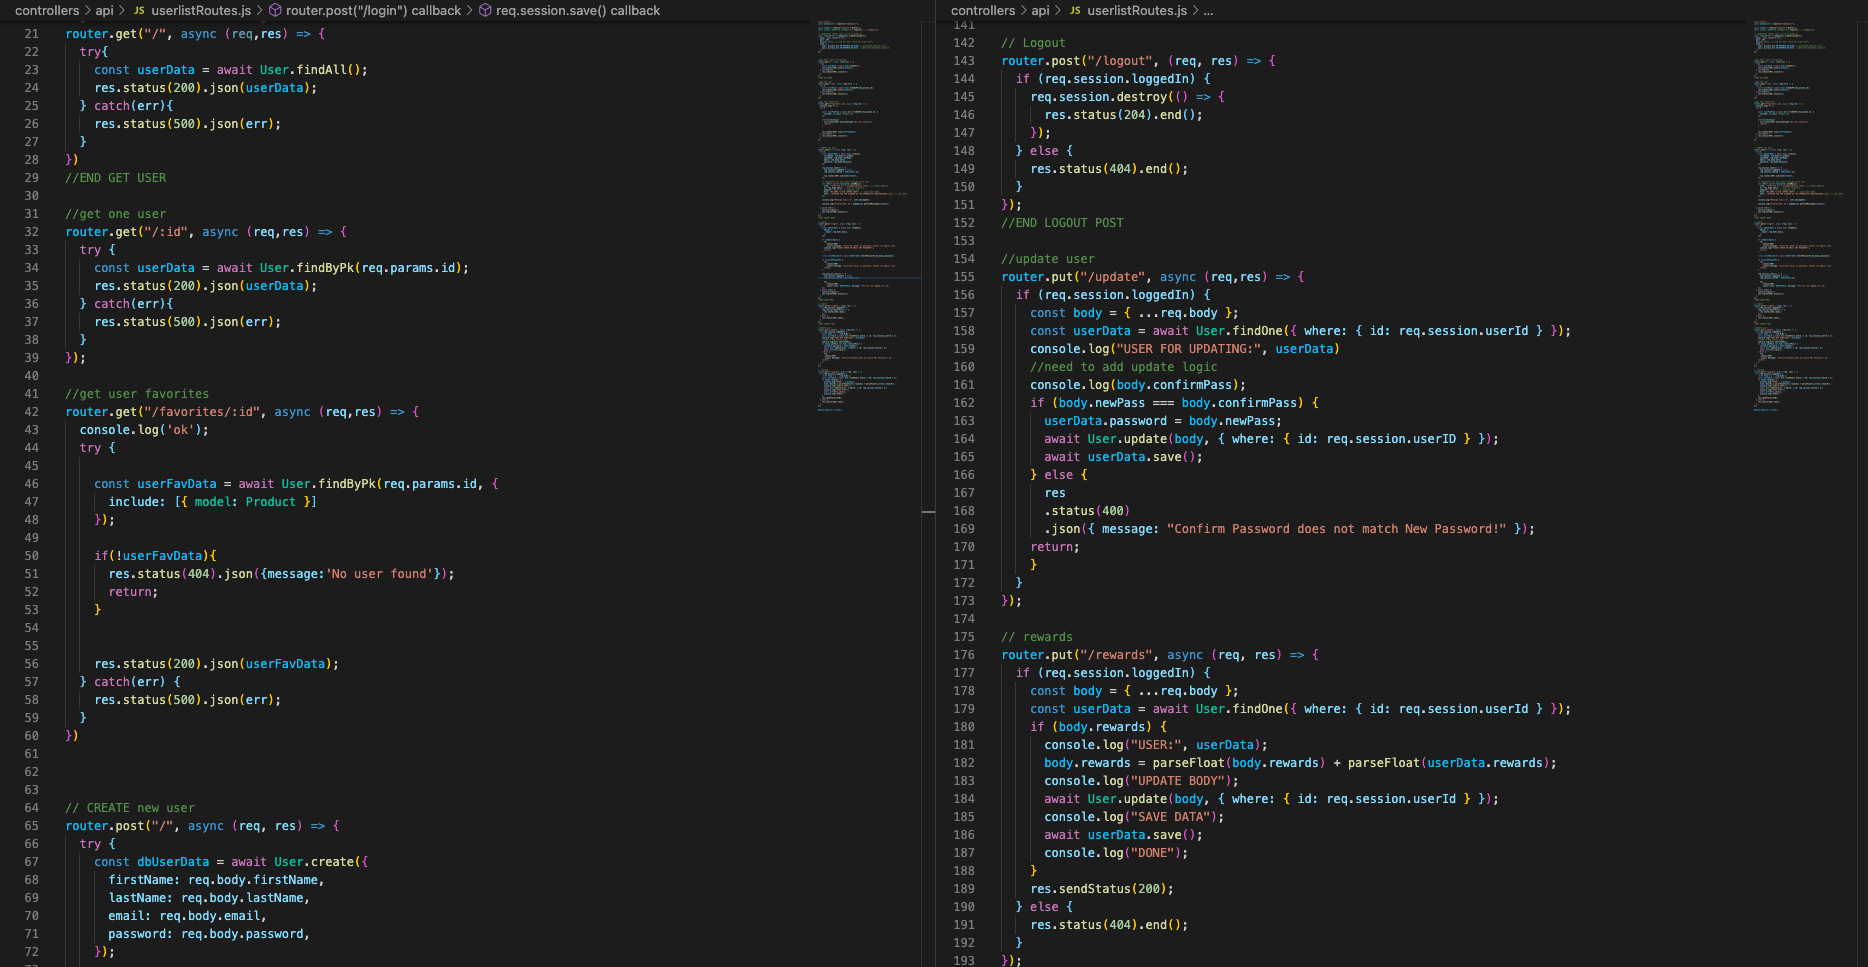 controllers > api > JS userlistRoutes.js > router.post("/login") callback > req.session.save() callback
21 router.get("/", async (req,res) => {
22 try{
23 const userData = await User.findAll();
24 res.status(200).json(userData);
25 } catch(err){
26 res.status(500).json(err);
27 }
28 })
29 //END GET USER
30
31 //get one user
32 router.get("/:id", async (req,res) => {
33 try {
34 const userData = await User.findByPk(req.params.id);
35 res.status(200).json(userData);
36 } catch(err){
37 res.status(500).json(err);
38 }
39 });
40
41 //get user favorites
42 router.get("/favorites/:id", async (req,res) => {
43 console.log('ok');
44 try {
45
46 const userFavData = await User.findByPk(req.params.id, {
47 include: [{ model: Product }]
48 });
49
50 if(!userFavData){
51 res.status(404).json({message:'No user found'});
52 return;
53 }
54
55
56 res.status(200).json(userFavData);
57 } catch(err) {
58 res.status(500).json(err);
59 }
60 })
61
62
63
64 // CREATE new user
65 router.post("/", async (req, res) => {
66 try {
67 const dbUserData = await User.create({
68 firstName: req.body.firstName,
69 lastName: req.body.lastName,
70 email: req.body.email,
71 password: req.body.password,
72 });
controllers > api > JS userlistRoutes.js > ...
141
142 // Logout
143 router.post("/logout", (req, res) => {
144 if (req.session.loggedIn) {
145 req.session.destroy(() => {
146 res.status(204).end();
147 });
148 } else {
149 res.status(404).end();
150 }
151 });
152 //END LOGOUT POST
153
154 //update user
155 router.put("/update", async (req,res) => {
156 if (req.session.loggedIn) {
157 const body = { ...req.body };
158 const userData = await User.findOne({ where: { id: req.session.userId } });
159 console.log("USER FOR UPDATING:", userData)
160 //need to add update logic
161 console.log(body.confirmPass);
162 if (body.newPass === body.confirmPass) {
163 userData.password = body.newPass;
164 await User.update(body, { where: { id: req.session.userID } });
165 await userData.save();
166 } else {
167 res
168 .status(400)
169 .json({ message: "Confirm Password does not match New Password!" });
170 return;
171 }
172 }
173 });
174
175 // rewards
176 router.put("/rewards", async (req, res) => {
177 if (req.session.loggedIn) {
178 const body = { ...req.body };
179 const userData = await User.findOne({ where: { id: req.session.userId } });
180 if (body.rewards) {
181 console.log("USER:", userData);
182 body.rewards = parseFloat(body.rewards) + parseFloat(userData.rewards);
183 console.log("UPDATE BODY");
184 await User.update(body, { where: { id: req.session.userId } });
185 console.log("SAVE DATA");
186 await userData.save();
187 console.log("DONE");
188 }
189 res.sendStatus(200);
190 } else {
191 res.status(404).end();
192 }
193 });